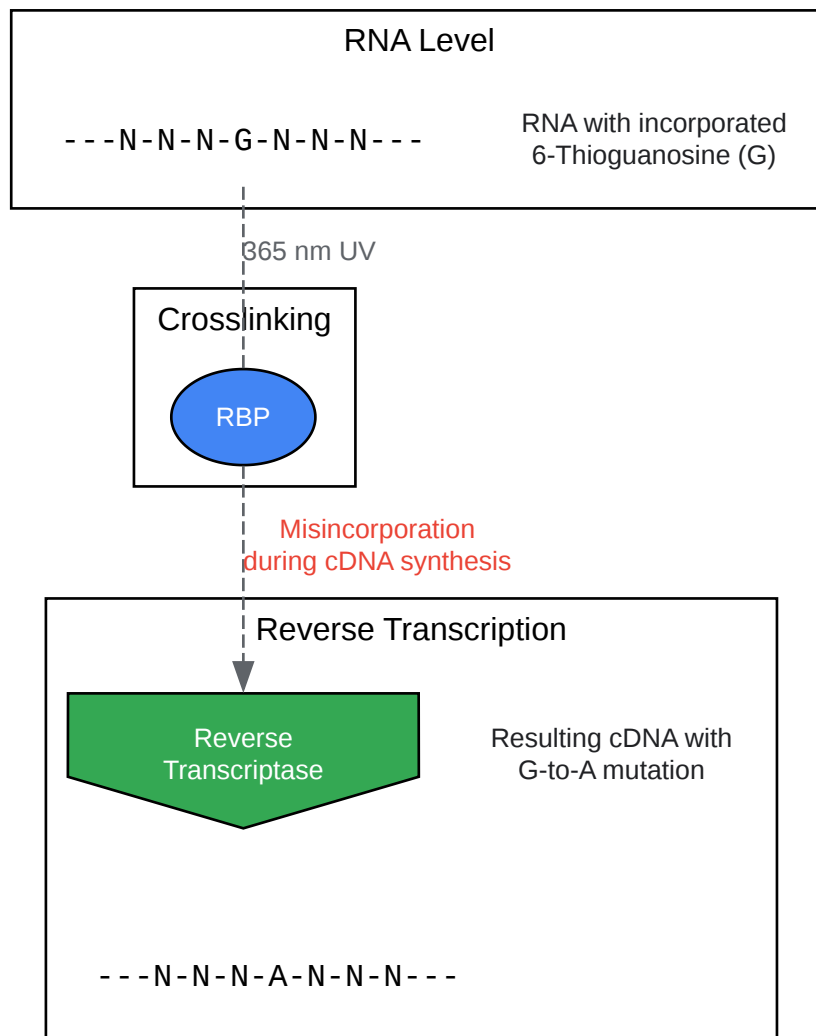 RNA Level
---N-N-N-G-N-N-N---
RNA with incorporated
6-Thioguanosine (G)
365 nm UV
Crosslinking
RBP
Misincorporation
during cDNA synthesis
Reverse Transcription
Reverse
Transcriptase
Resulting cDNA with
G-to-A mutation
---N-N-N-A-N-N-N---